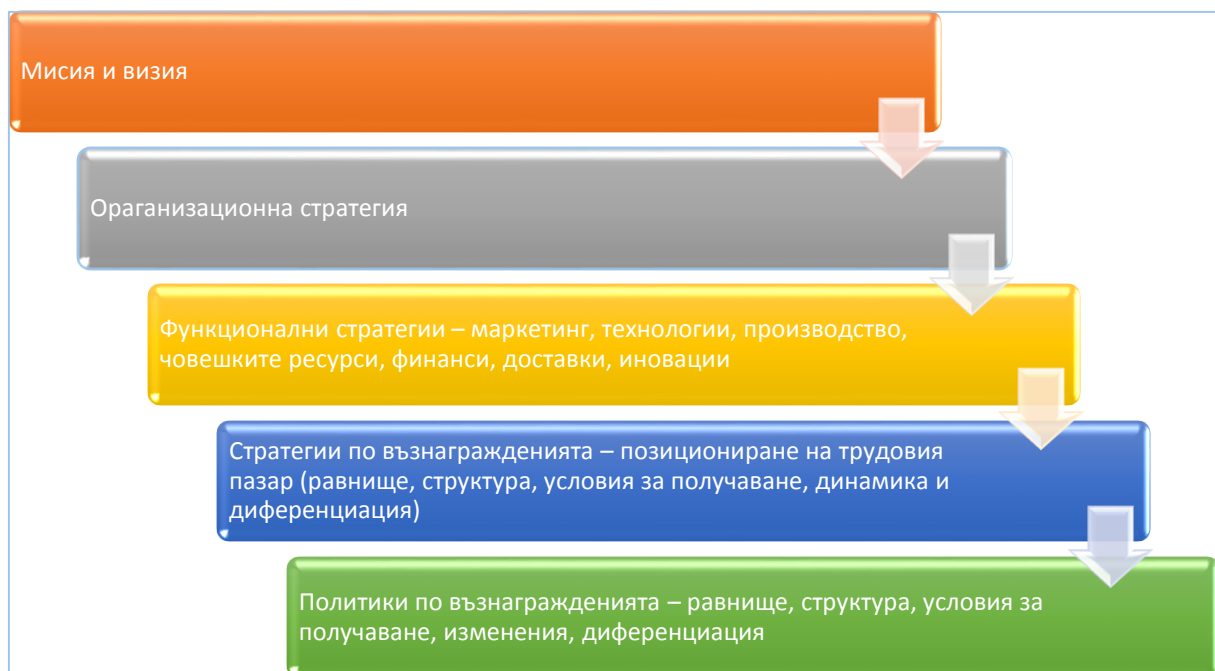 Мисия и визия
Ораганизационна стратегия
Функционални стратегии – маркетинг, технологии, производство,
човешките ресурси, финанси, доставки, иновации
Стратегии по възнагражденията – позициониране на трудовия
пазар (равнище, структура, условия за получаване, динамика и
диференциация)
Политики по възнагражденията – равнище, структура, условия за
получаване, изменения, диференциация